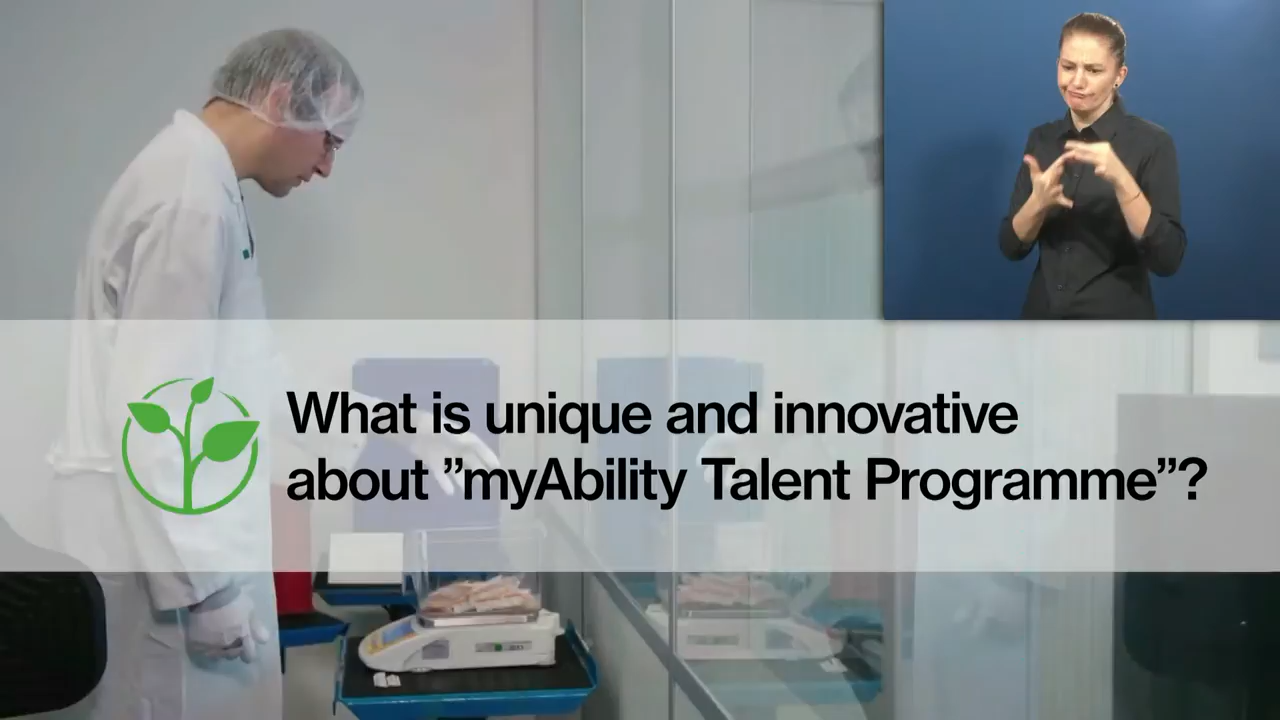 What is unique and innovative
about ”myAbility Talent Programme”?